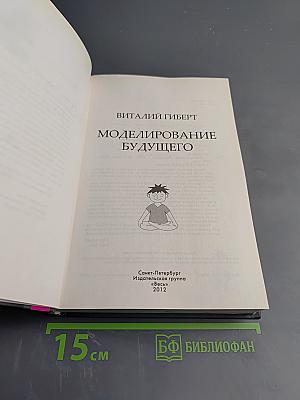 ВИТАЛИЙ ГИБЕРТ
МОДЕЛИРОВАНИЕ
БУДУЩЕГО
Санкт-Петербург
Издательская группа
«Весь»
2012
15 см
БФ БИБЛИОФАН